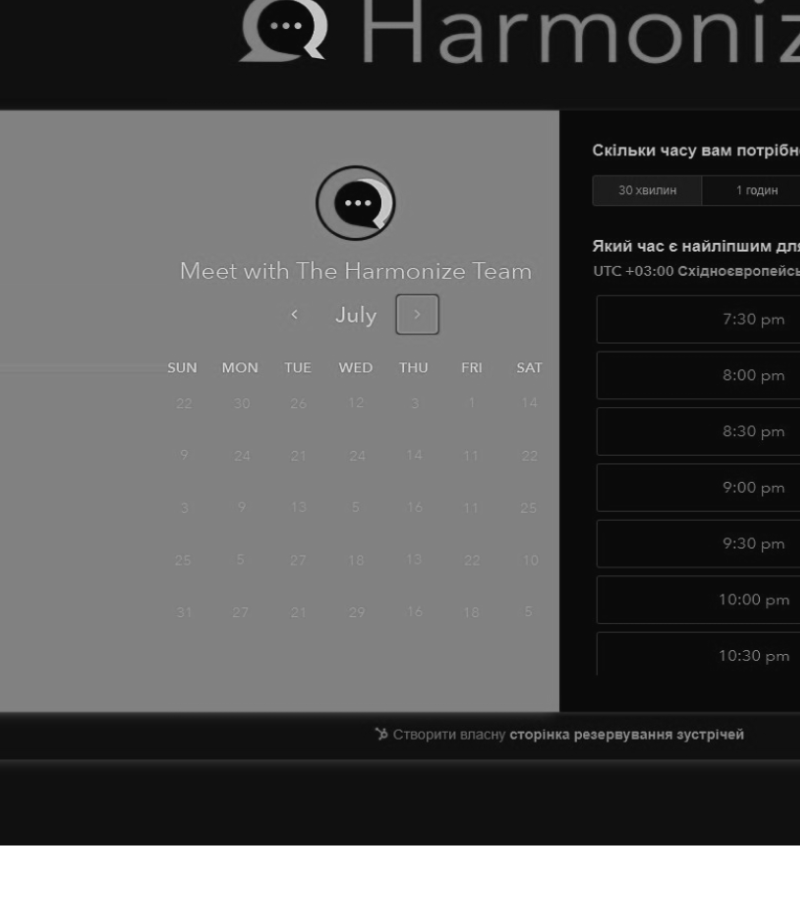 Harmoniz
Meet with The Harmonize Team
‹ July ›
SUN MON TUE WED THU FRI SAT
22 30 26 12 3 1 14
9 24 21 24 14 11 22
3 9 13 5 16 11 25
25 5 27 18 13 22 10
31 27 21 29 16 18 5
Скільки часу вам потрібн
30 хвилин 1 годин
Який час є найліпшим для
UTC +03:00 Східноєвропейсь
7:30 pm
8:00 pm
8:30 pm
9:00 pm
9:30 pm
10:00 pm
10:30 pm
Створити власну сторінка резервування зустрічей